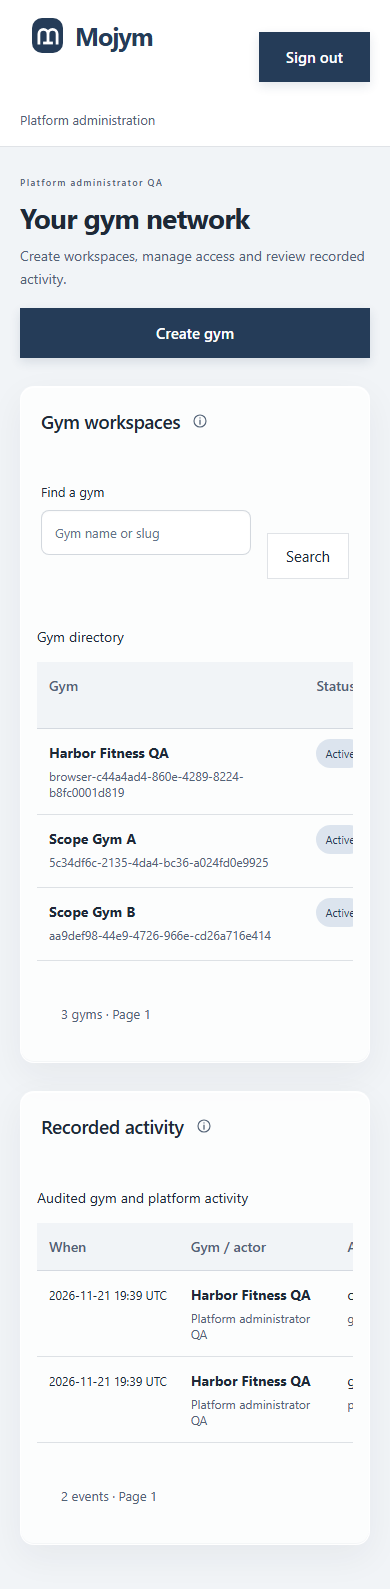 Mojym
Sign out
Platform administration
Platform administrator QA
Your gym network
Create workspaces, manage access and review recorded
activity.
Create gym
Gym workspaces
Find a gym
Gym name or slug
Search
Gym directory
Gym Status
Harbor Fitness QA Active
browser-c44a4ad4-860e-4289-8224-
b8fc0001d819
Scope Gym A Active
5c34df6c-2135-4da4-bc36-a024fd0e9925
Scope Gym B Active
aa9def98-44e9-4726-966e-cd26a716e414
3 gyms · Page 1
Recorded activity
Audited gym and platform activity
When Gym / actor
2026-11-21 19:39 UTC Harbor Fitness QA
Platform administrator
QA
2026-11-21 19:39 UTC Harbor Fitness QA
Platform administrator
QA
2 events · Page 1